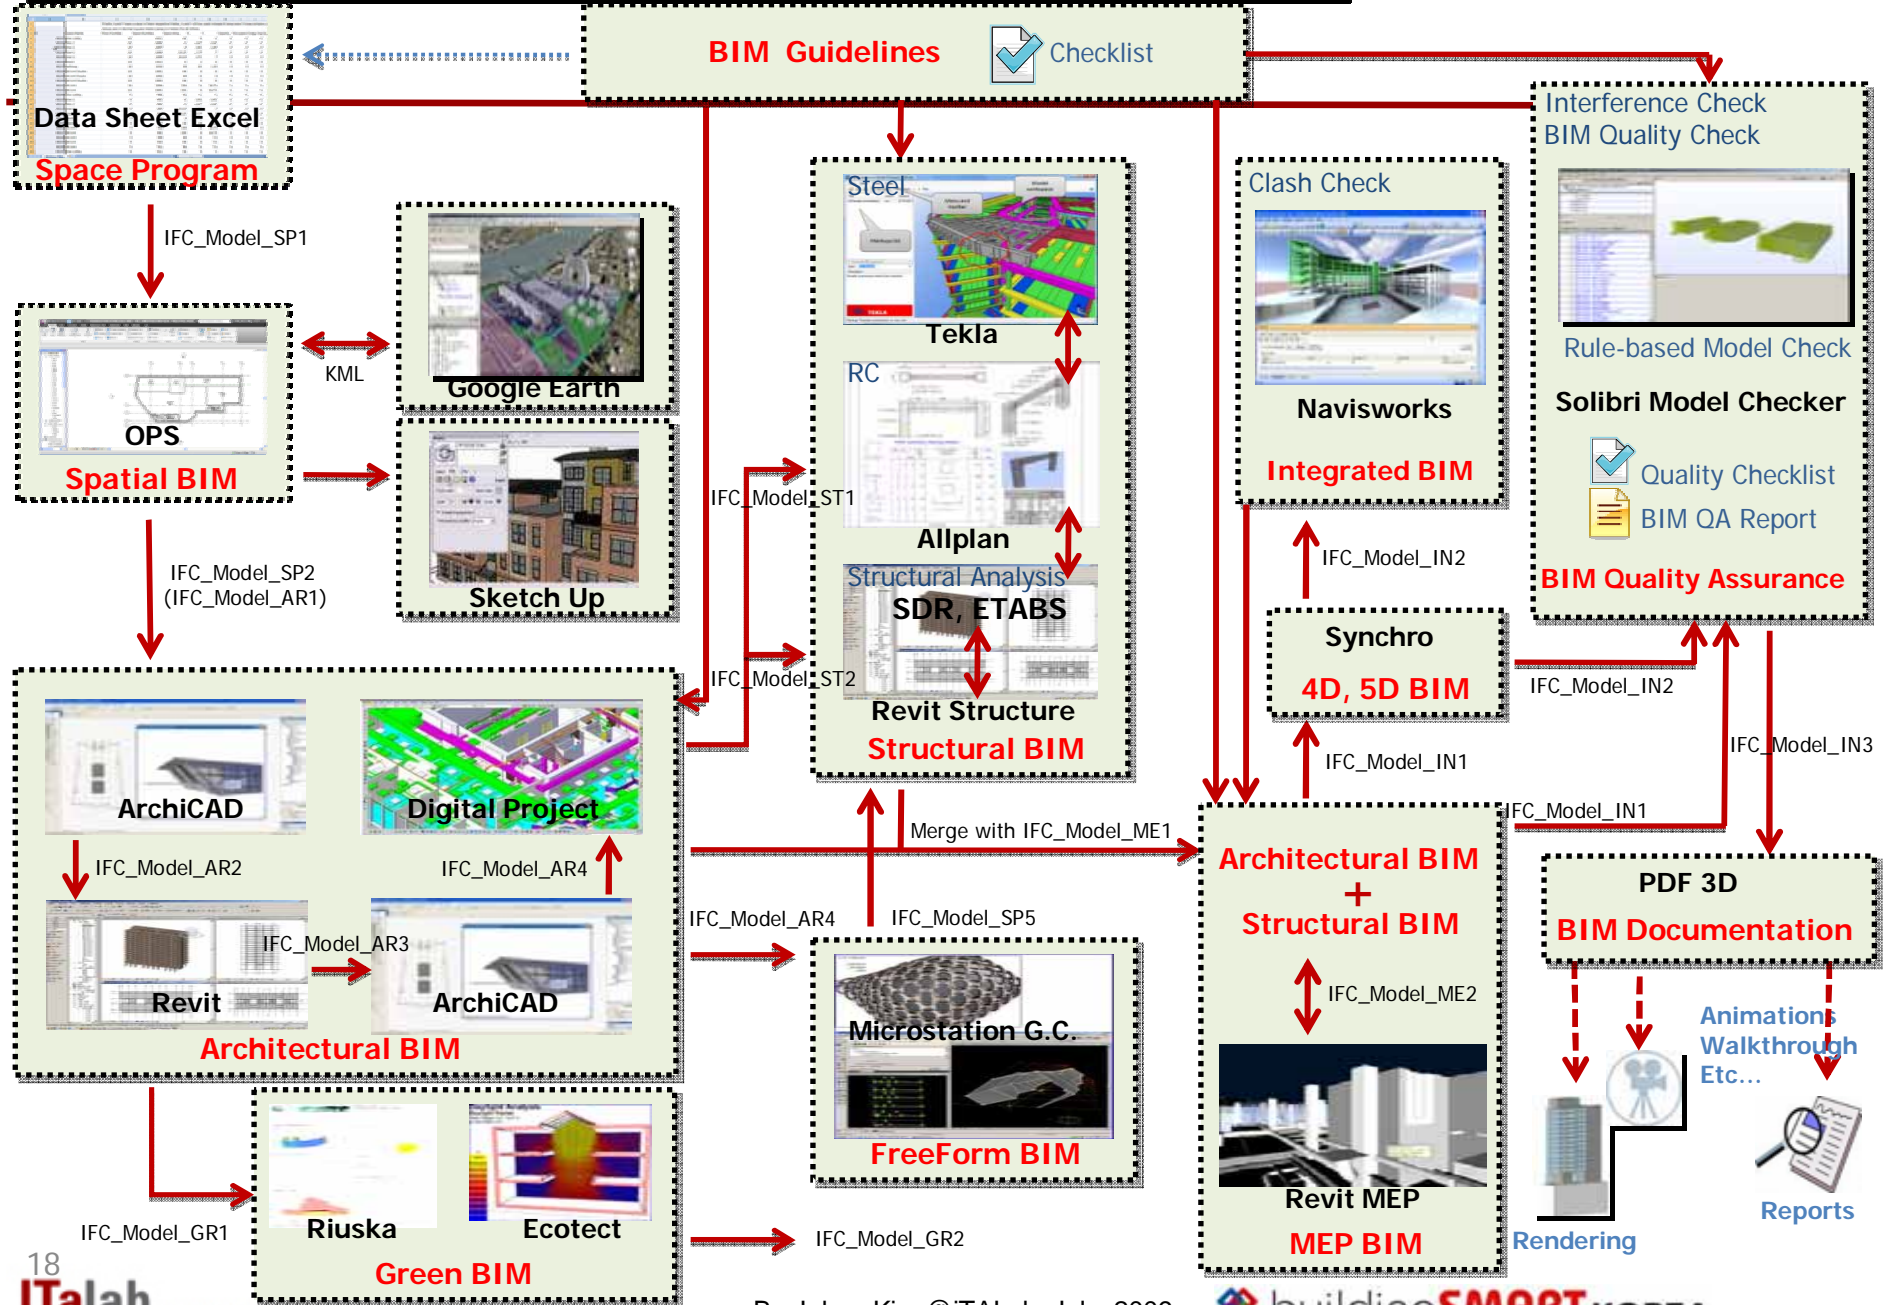 BIM Guidelines
Checklist
Data Sheet Excel
Space Program
IFC_Model_SP1
OPS
Spatial BIM
KML
Google Earth
Sketch Up
IFC_Model_SP2
(IFC_Model_AR1)
ArchiCAD
Digital Project
IFC_Model_AR2
IFC_Model_AR4
IFC_Model_AR3
Revit
ArchiCAD
Architectural BIM
IFC_Model_GR1
Riuska
Ecotect
Green BIM
IFC_Model_GR2
Steel
TEKLA
Tekla
RC
Allplan
Structural Analysis
SDR, ETABS
Revit Structure
Structural BIM
IFC_Model_ST1
IFC_Model_ST2
Merge with IFC_Model_ME1
IFC_Model_AR4
IFC_Model_SP5
Microstation G.C.
FreeForm BIM
Clash Check
Navisworks
Integrated BIM
IFC_Model_IN2
Synchro
4D, 5D BIM
IFC_Model_IN2
IFC_Model_IN1
IFC_Model_IN1
Architectural BIM
+
Structural BIM
IFC_Model_ME2
Revit MEP
MEP BIM
Interference Check
BIM Quality Check
Rule-based Model Check
Solibri Model Checker
Quality Checklist
BIM QA Report
BIM Quality Assurance
IFC_Model_IN3
PDF 3D
BIM Documentation
Animations
Walkthrough
Etc...
Rendering
Reports
18
ITalab
buildingSMART KOREA